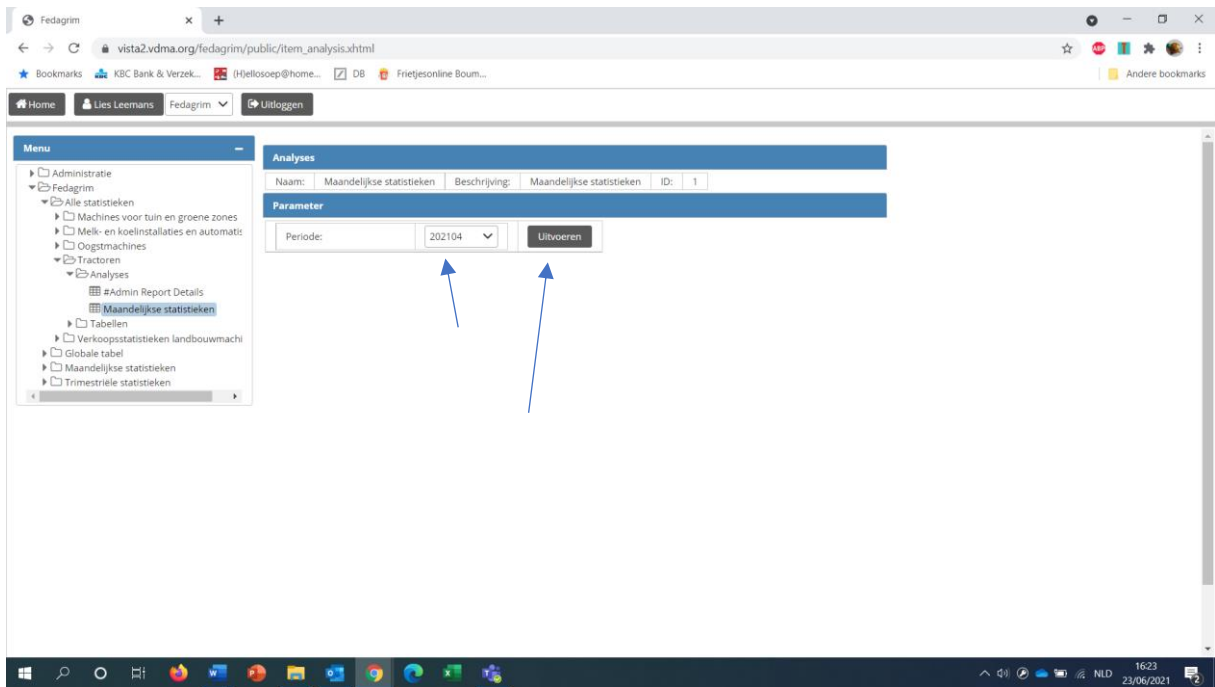 Fedagrim
vista2.vdma.org/fedagrim/public/item_analysis.xhtml
ABP
Bookmarks KBC Bank & Verzek... (H)ellosoep@home... DB Frietjesonline Boum... Andere bookmarks
Home Lies Leemans Fedagrim Uitloggen
Menu
Administratie
Fedagrim
Alle statistieken
Machines voor tuin en groene zones
Melk- en koelinstallaties en automatis
Oogstmachines
Tractoren
Analyses
#Admin Report Details
Maandelijkse statistieken
Tabellen
Verkoopsstatistieken landbouwmachi
Globale tabel
Maandelijkse statistieken
Trimestriële statistieken
Analyses
Naam: Maandelijkse statistieken Beschrijving: Maandelijkse statistieken ID: 1
Parameter
Periode: 202104 Uitvoeren
NLD
16:23
23/06/2021
2